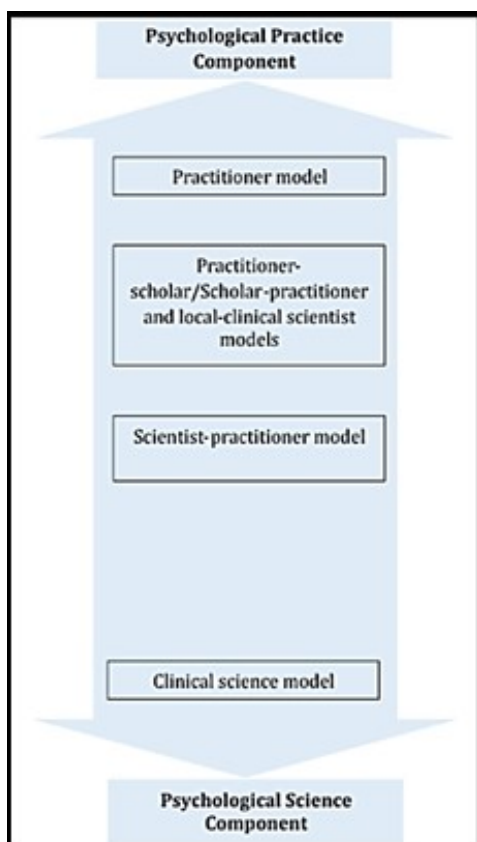 Psychological Practice
Component
Practitioner model
Practitioner-
scholar/Scholar-practitioner
and local-clinical scientist
models
Scientist-practitioner model
Clinical science model
Psychological Science
Component